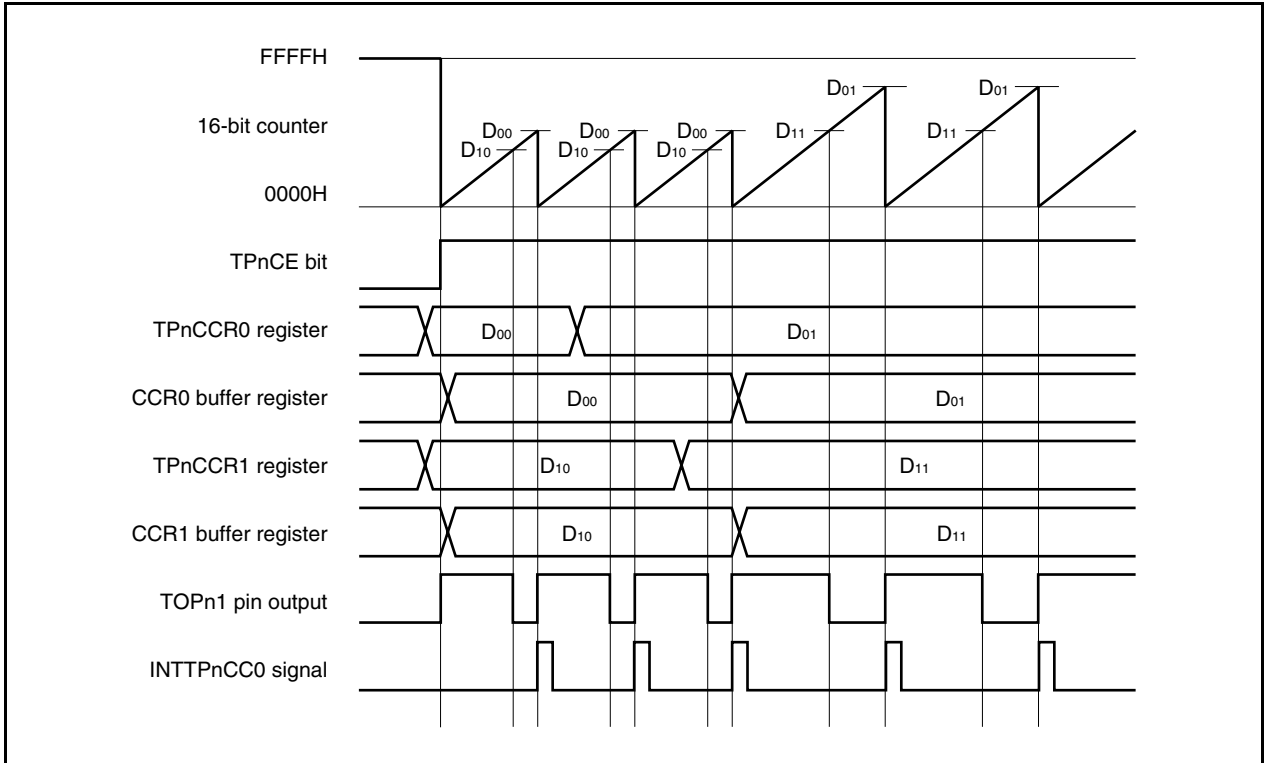 FFFFH
D01 D01
16-bit counter D00 D00 D00 D11 D11
D10 D10 D10
0000H
TPnCE bit
TPnCCR0 register D00 D01
CCR0 buffer register D00 D01
TPnCCR1 register D10 D11
CCR1 buffer register D10 D11
TOPn1 pin output
INTTPnCC0 signal